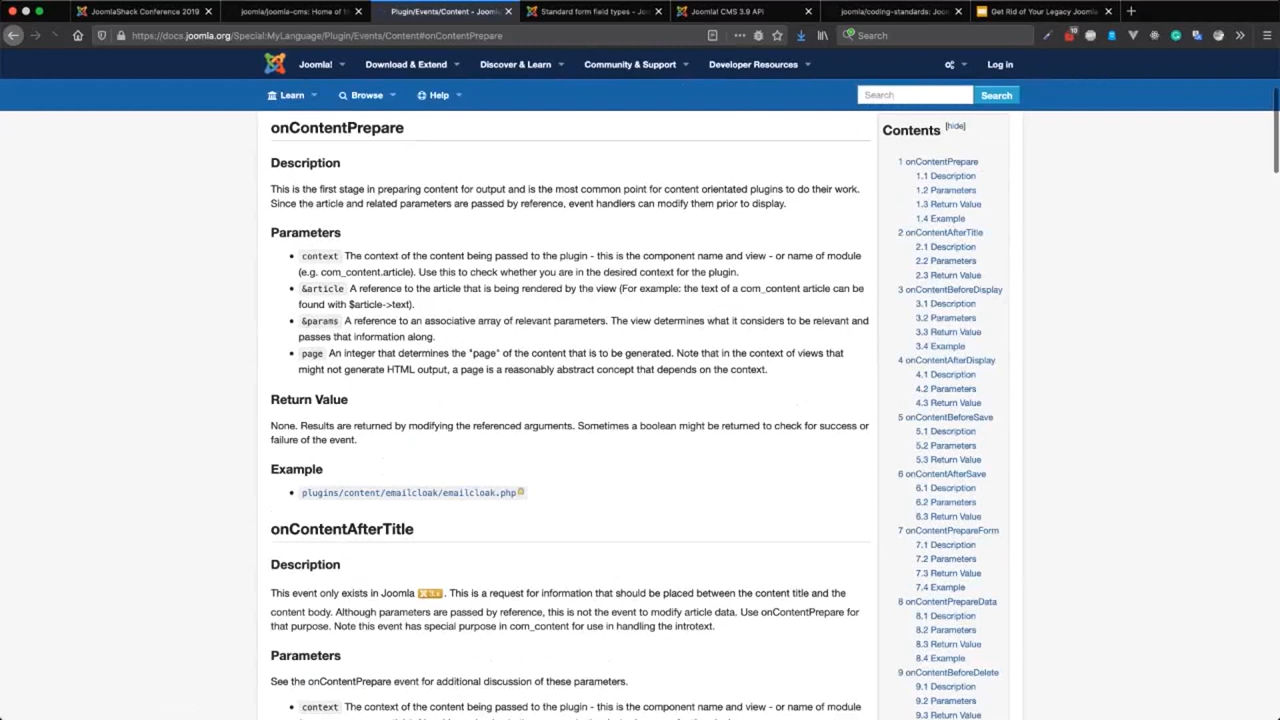 JoomlaShack Conference 2019
joomla/joomla-cms: Home of th
Plugin/Events/Content - Jooml
Standard form field types - Joo
Joomla! CMS 3.9 API
joomla/coding-standards: Joom
Get Rid of Your Legacy Joomla
https://docs.joomla.org/Special:MyLanguage/Plugin/Events/Content#onContentPrepare
Search
Joomla!
Download & Extend
Discover & Learn
Community & Support
Developer Resources
Log in
Learn
Browse
Help
Search
Search
onContentPrepare
Description
This is the first stage in preparing content for output and is the most common point for content orientated plugins to do their work.
Since the article and related parameters are passed by reference, event handlers can modify them prior to display.
Parameters
context The context of the content being passed to the plugin - this is the component name and view - or name of module
(e.g. com_content.article). Use this to check whether you are in the desired context for the plugin.
&article A reference to the article that is being rendered by the view (For example: the text of a com_content article can be
found with $article->text).
&params A reference to an associative array of relevant parameters. The view determines what it considers to be relevant and
passes that information along.
page An integer that determines the "page" of the content that is to be generated. Note that in the context of views that
might not generate HTML output, a page is a reasonably abstract concept that depends on the context.
Return Value
None. Results are returned by modifying the referenced arguments. Sometimes a boolean might be returned to check for success or
failure of the event.
Example
plugins/content/emailcloak/emailcloak.php
onContentAfterTitle
Description
This event only exists in Joomla 3.x . This is a request for information that should be placed between the content title and the
content body. Although parameters are passed by reference, this is not the event to modify article data. Use onContentPrepare for
that purpose. Note this event has special purpose in com_content for use in handling the introtext.
Parameters
See the onContentPrepare event for additional discussion of these parameters.
context The context of the content being passed to the plugin - this is the component name and view - or name of module
Contents [hide]
1 onContentPrepare
1.1 Description
1.2 Parameters
1.3 Return Value
1.4 Example
2 onContentAfterTitle
2.1 Description
2.2 Parameters
2.3 Return Value
3 onContentBeforeDisplay
3.1 Description
3.2 Parameters
3.3 Return Value
3.4 Example
4 onContentAfterDisplay
4.1 Description
4.2 Parameters
4.3 Return Value
5 onContentBeforeSave
5.1 Description
5.2 Parameters
5.3 Return Value
6 onContentAfterSave
6.1 Description
6.2 Parameters
6.3 Return Value
7 onContentPrepareForm
7.1 Description
7.2 Parameters
7.3 Return Value
7.4 Example
8 onContentPrepareData
8.1 Description
8.2 Parameters
8.3 Return Value
8.4 Example
9 onContentBeforeDelete
9.1 Description
9.2 Parameters
9.3 Return Value